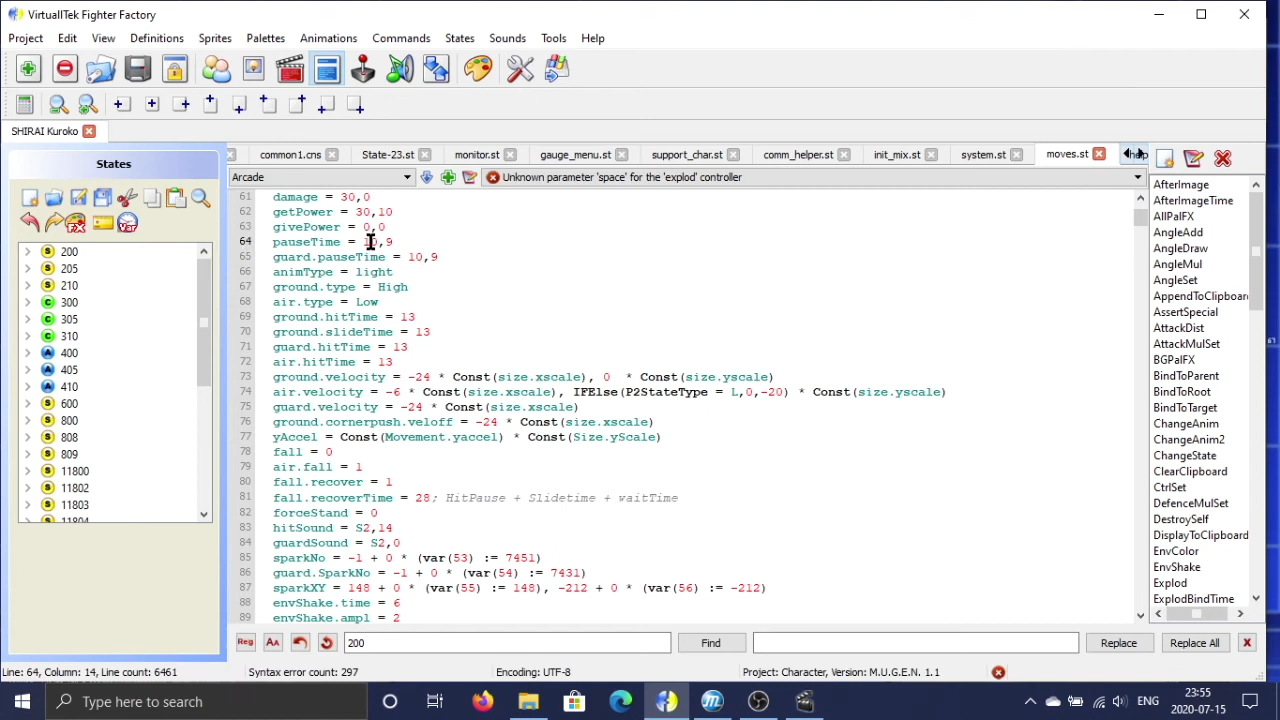 VirtuallTek Fighter Factory
Project Edit View Definitions Sprites Palettes Animations Commands States Sounds Tools Help
SHIRAI Kuroko
States
common1.cns State-23.st monitor.st gauge_menu.st support_char.st comm_helper.st init_mix.st system.st moves.st help
Arcade Unknown parameter 'space' for the 'explod' controller
200
205
210
300
305
310
400
405
410
600
800
808
809
11800
11802
11803
11804
61 damage = 30,0
62 getPower = 30,10
63 givePower = 0,0
64 pauseTime = 10,9
65 guard.pauseTime = 10,9
66 animType = light
67 ground.type = High
68 air.type = Low
69 ground.hitTime = 13
70 ground.slideTime = 13
71 guard.hitTime = 13
72 air.hitTime = 13
73 ground.velocity = -24 * Const(size.xscale), 0 * Const(size.yscale)
74 air.velocity = -6 * Const(size.xscale), IFElse(P2StateType = L,0,-20) * Const(size.yscale)
75 guard.velocity = -24 * Const(size.xscale)
76 ground.cornerpush.veloff = -24 * Const(size.xscale)
77 yAccel = Const(Movement.yaccel) * Const(Size.yScale)
78 fall = 0
79 air.fall = 1
80 fall.recover = 1
81 fall.recoverTime = 28; HitPause + Slidetime + waitTime
82 forceStand = 0
83 hitSound = S2,14
84 guardSound = S2,0
85 sparkNo = -1 + 0 * (var(53) := 7451)
86 guard.SparkNo = -1 + 0 * (var(54) := 7431)
87 sparkXY = 148 + 0 * (var(55) := 148), -212 + 0 * (var(56) := -212)
88 envShake.time = 6
89 envShake.ampl = 2
AfterImage
AfterImageTime
AllPalFX
AngleAdd
AngleDraw
AngleMul
AngleSet
AppendToClipboar
AssertSpecial
AttackDist
AttackMulSet
BGPalFX
BindToParent
BindToRoot
BindToTarget
ChangeAnim
ChangeAnim2
ChangeState
ClearClipboard
CtrlSet
DefenceMulSet
DestroySelf
DisplayToClipboard
EnvColor
EnvShake
Explod
ExplodBindTime
Reg AA 200 Find Replace Replace All
Line: 64, Column: 14, Line count: 6461 Syntax error count: 297 Encoding: UTF-8 Project: Character, Version: M.U.G.E.N. 1.1
Type here to search ENG 23:55
2020-07-15